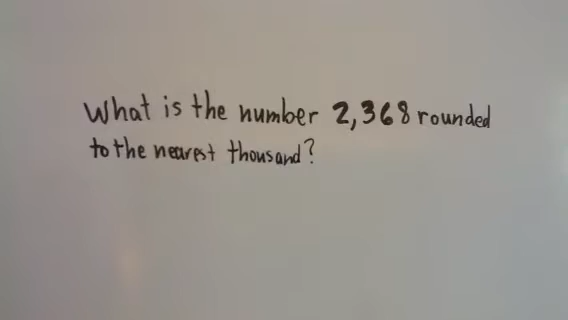 What is the number 2,368 rounded
to the nearest thousand?